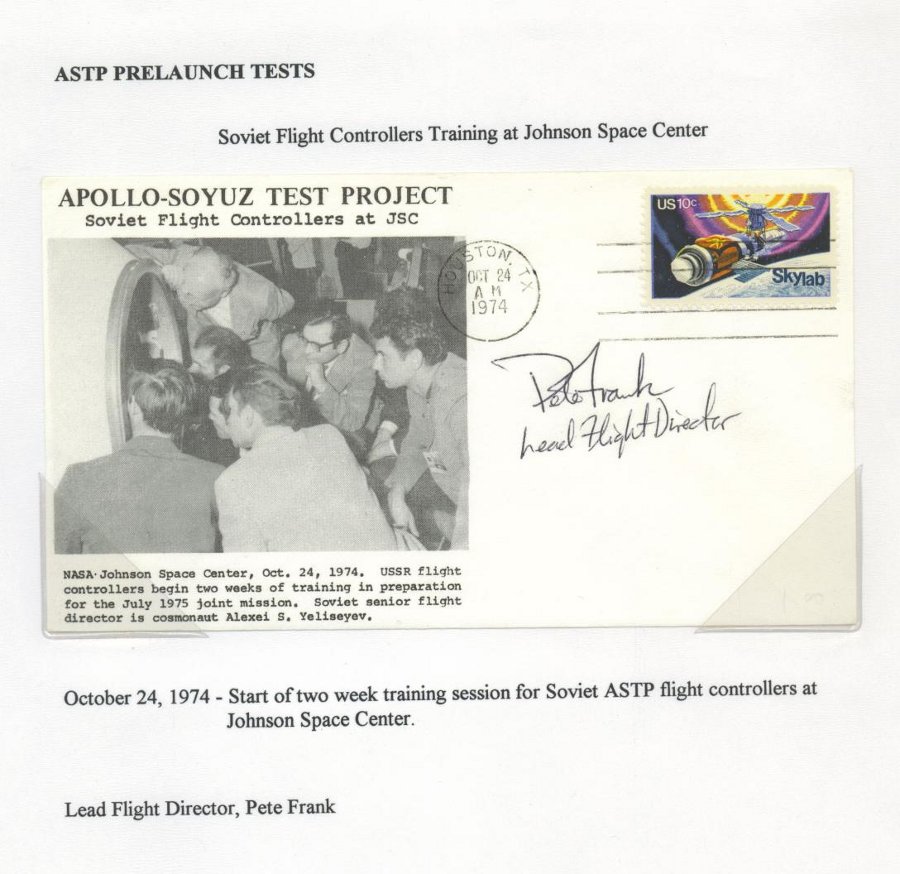 ASTP PRELAUNCH TESTS
Soviet Flight Controllers Training at Johnson Space Center
APOLLO-SOYUZ TEST PROJECT
Soviet Flight Controllers at JSC
HOUSTON, TX
OCT 24
AM
1974
US 10c
Skylab
Pete Frank
Lead Flight Director
NASA-Johnson Space Center, Oct. 24, 1974. USSR flight
controllers begin two weeks of training in preparation
for the July 1975 joint mission. Soviet senior flight
director is cosmonaut Alexei S. Yeliseyev.
October 24, 1974 - Start of two week training session for Soviet ASTP flight controllers at
Johnson Space Center.
Lead Flight Director, Pete Frank